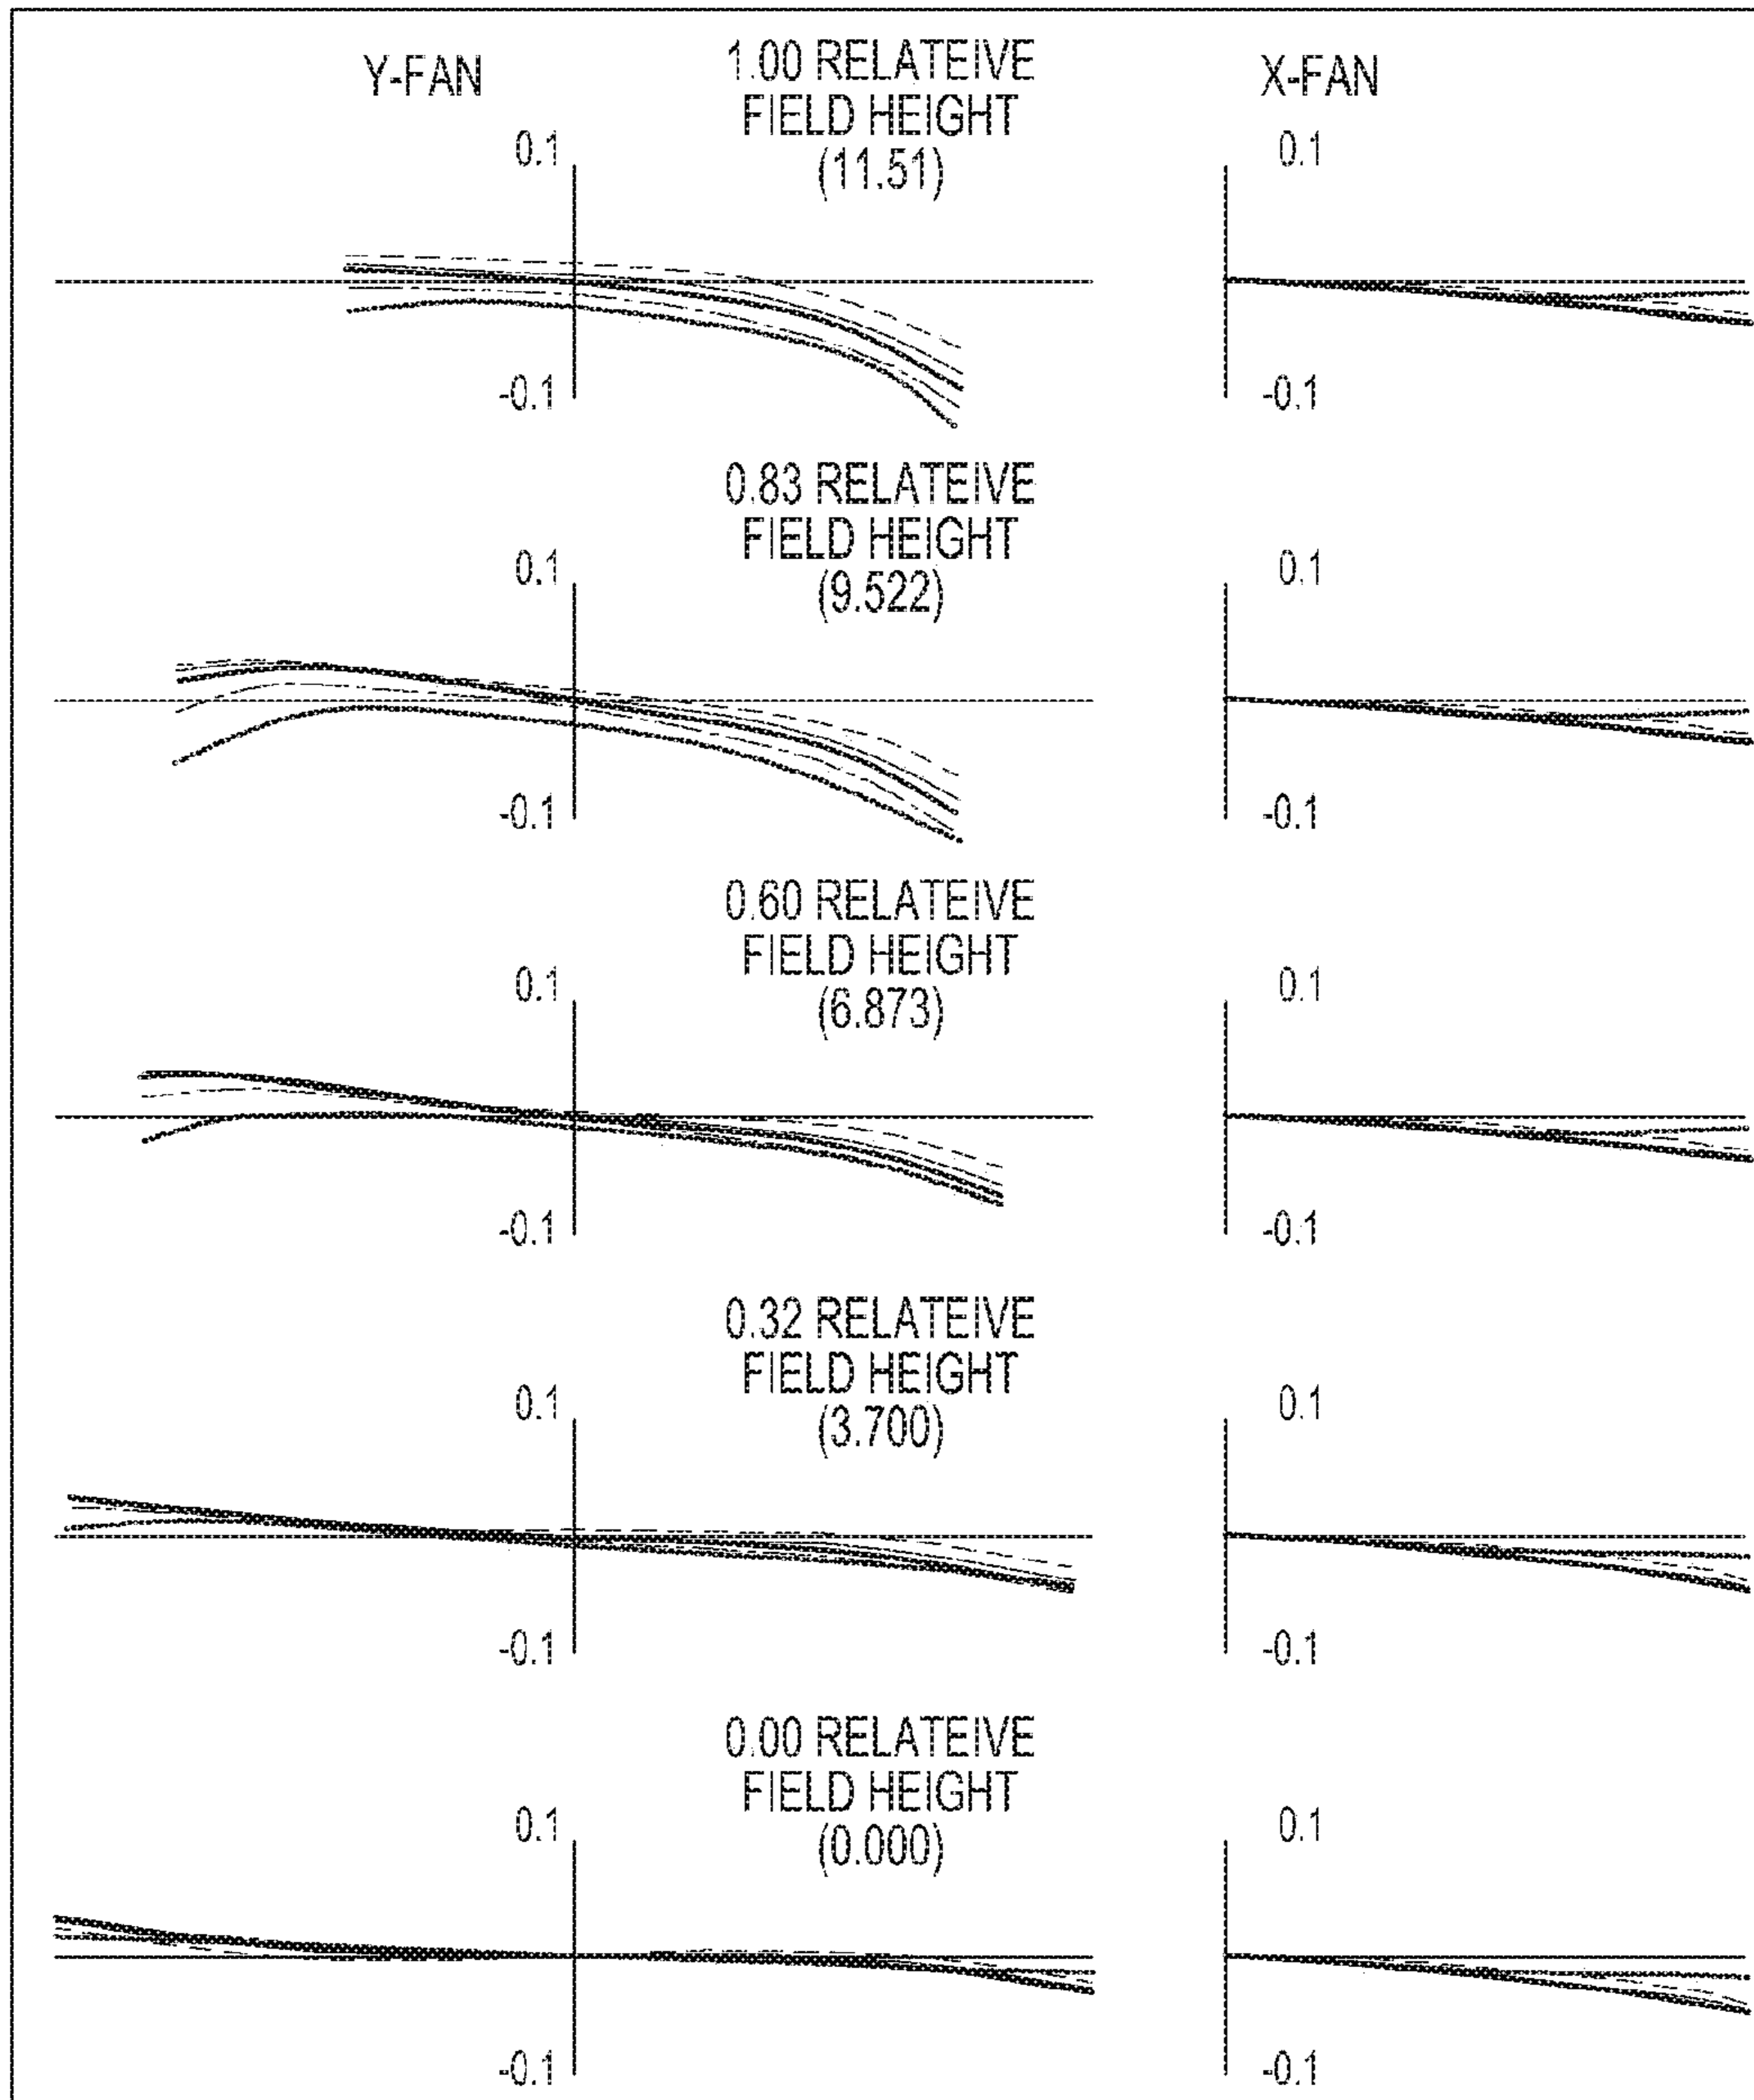 Y-FAN
1.00 RELATEIVE
FIELD HEIGHT
(11.51)
X-FAN
0.1
0.1
-0.1
-0.1
0.83 RELATEIVE
FIELD HEIGHT
(9.522)
0.1
0.1
-0.1
-0.1
0.60 RELATEIVE
FIELD HEIGHT
(6.873)
0.1
0.1
-0.1
-0.1
0.32 RELATEIVE
FIELD HEIGHT
(3.700)
0.1
0.1
-0.1
-0.1
0.00 RELATEIVE
FIELD HEIGHT
(0.000)
0.1
0.1
-0.1
-0.1